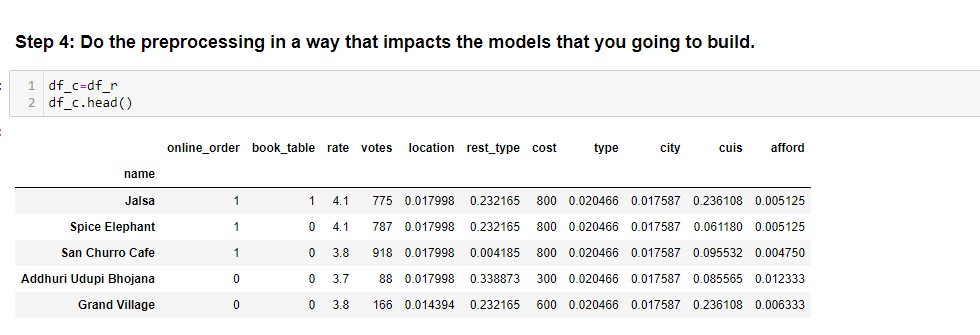 Step 4: Do the preprocessing in a way that impacts the models that you going to build.
1 df_c=df_r
2 df_c.head()
online_order book_table rate votes location rest_type cost type city cuis afford
name
Jalsa 1 1 4.1 775 0.017998 0.232165 800 0.020466 0.017587 0.236108 0.005125
Spice Elephant 1 0 4.1 787 0.017998 0.232165 800 0.020466 0.017587 0.061180 0.005125
San Churro Cafe 1 0 3.8 918 0.017998 0.004185 800 0.020466 0.017587 0.095532 0.004750
Addhuri Udupi Bhojana 0 0 3.7 88 0.017998 0.338873 300 0.020466 0.017587 0.085565 0.012333
Grand Village 0 0 3.8 166 0.014394 0.232165 600 0.020466 0.017587 0.236108 0.006333